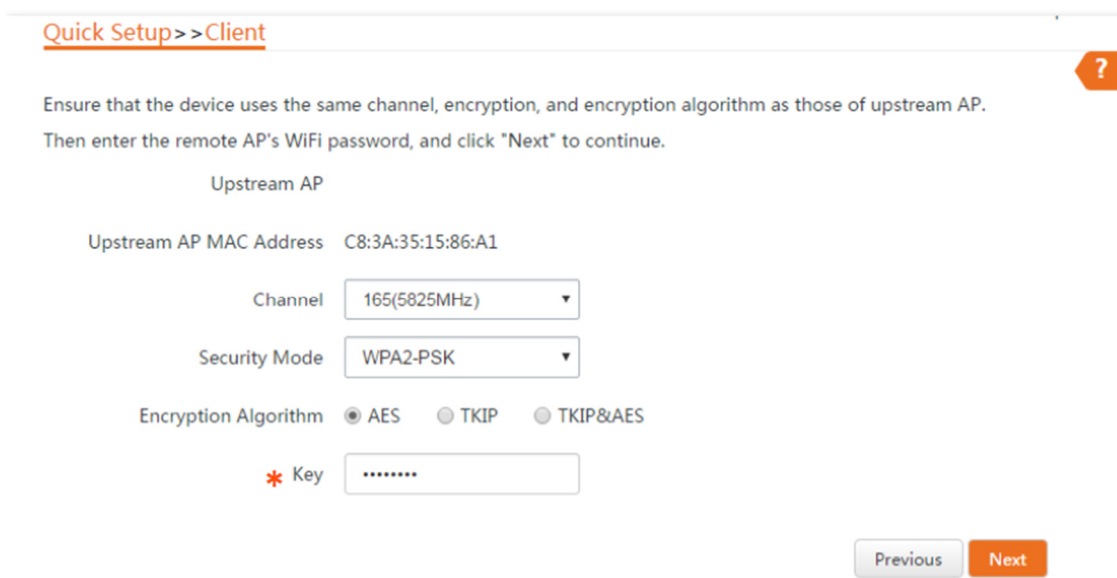 Quick Setup>>Client
?
Ensure that the device uses the same channel, encryption, and encryption algorithm as those of upstream AP.
Then enter the remote AP's WiFi password, and click "Next" to continue.
Upstream AP
Upstream AP MAC Address C8:3A:35:15:86:A1
Channel 165(5825MHz)
Security Mode WPA2-PSK
Encryption Algorithm AES TKIP TKIP&AES
* Key ••••••••
Previous Next